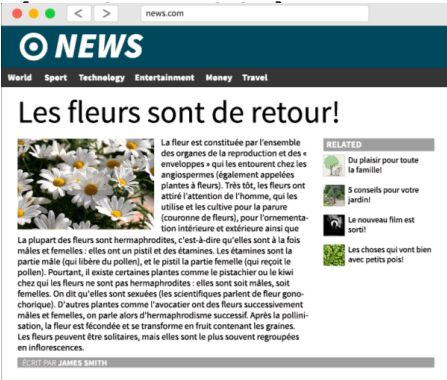 news.com
NEWS
World Sport Technology Entertainment Money Travel
Les fleurs sont de retour!
La fleur est constituée par l'ensemble
des organes de la reproduction et des «
enveloppes » qui les entourent chez les
angiospermes (également appelées
plantes à fleurs). Très tôt, les fleurs ont
attiré l'attention de l'homme, qui les
utilise et les cultive pour la parure
(couronne de fleurs), pour l'ornementa-
tion intérieure et extérieure ainsi que
La plupart des fleurs sont hermaphrodites, c'est-à-dire qu'elles sont à la fois
mâles et femelles : elles ont un pistil et des étamines. Les étamines sont la
partie mâle (qui libère du pollen), et le pistil la partie femelle (qui reçoit le
pollen). Pourtant, il existe certaines plantes comme le pistachier ou le kiwi
chez qui les fleurs ne sont pas hermaphrodites : elles sont soit mâles, soit
femelles. On dit qu'elles sont sexuées (les scientifiques parlent de fleur gono-
chorique). D'autres plantes comme l'avocatier ont des fleurs successivement
mâles et femelles, on parle alors d'hermaphrodisme successif. Après la pollini-
sation, la fleur est fécondée et se transforme en fruit contenant les graines.
Les fleurs peuvent être solitaires, mais elles sont le plus souvent regroupées
en inflorescences.
ÉCRIT PAR JAMES SMITH
RELATED
Du plaisir pour toute
la famille!
5 conseils pour votre
jardin!
Le nouveau film est
sorti!
Les choses qui vont bien
avec petits pois!